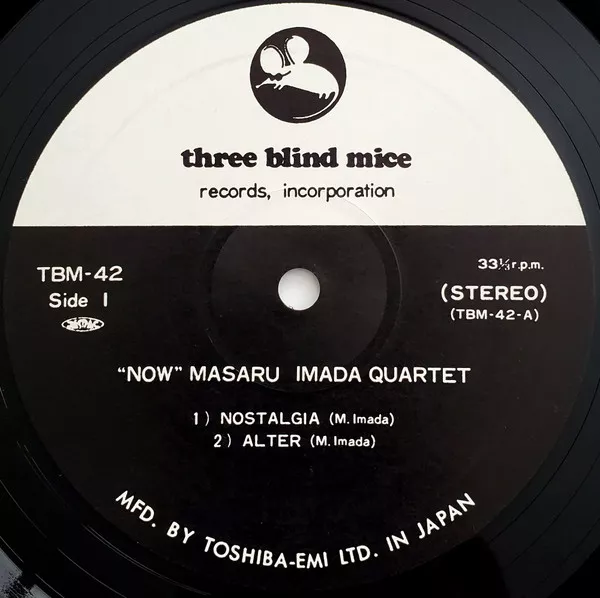 three blind mice
records, incorporation
TBM-42
33⅓ r.p.m.
Side 1
(STEREO)
(TBM-42-A)
“NOW” MASARU IMADA QUARTET
1) NOSTALGIA (M. Imada)
2) ALTER (M. Imada)
MFD. BY TOSHIBA-EMI LTD. IN JAPAN